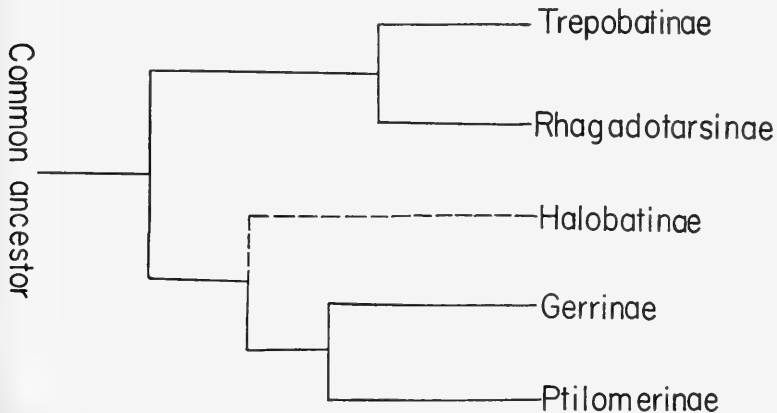 Common ancestor
Trepobatinae
Rhagadotarsinae
Halobatinae
Gerrinae
Ptilomerinae